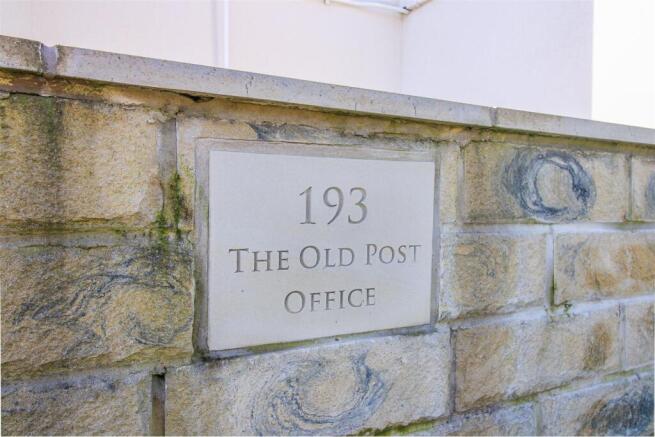 193
The Old Post
Office